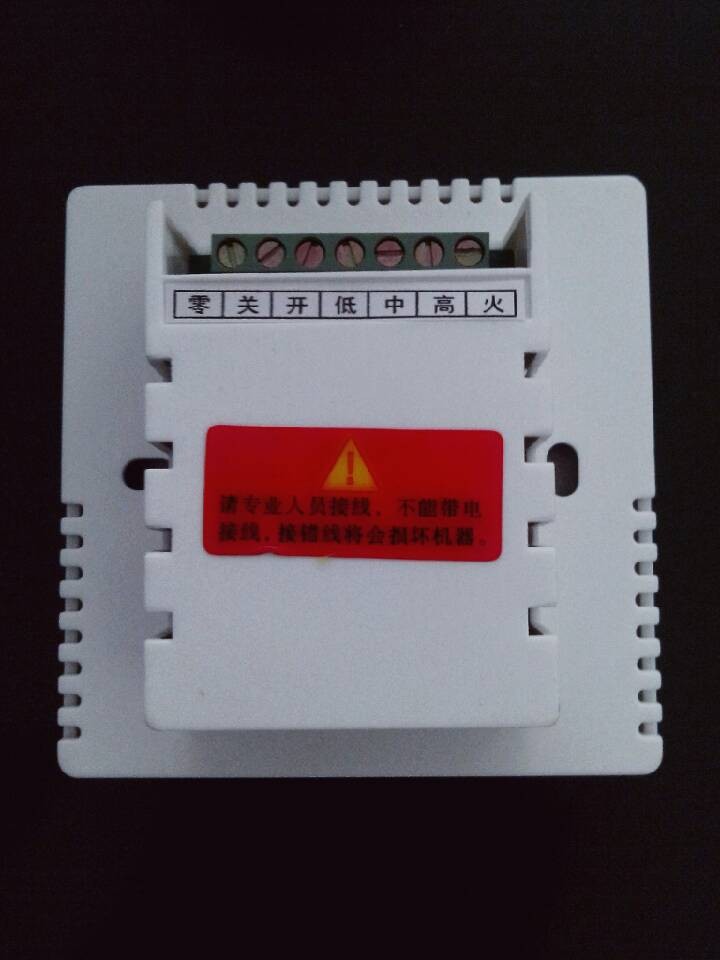 零 关 开 低 中 高 火
请专业人员接线，不能带电
接线，接错线将会损坏机器。